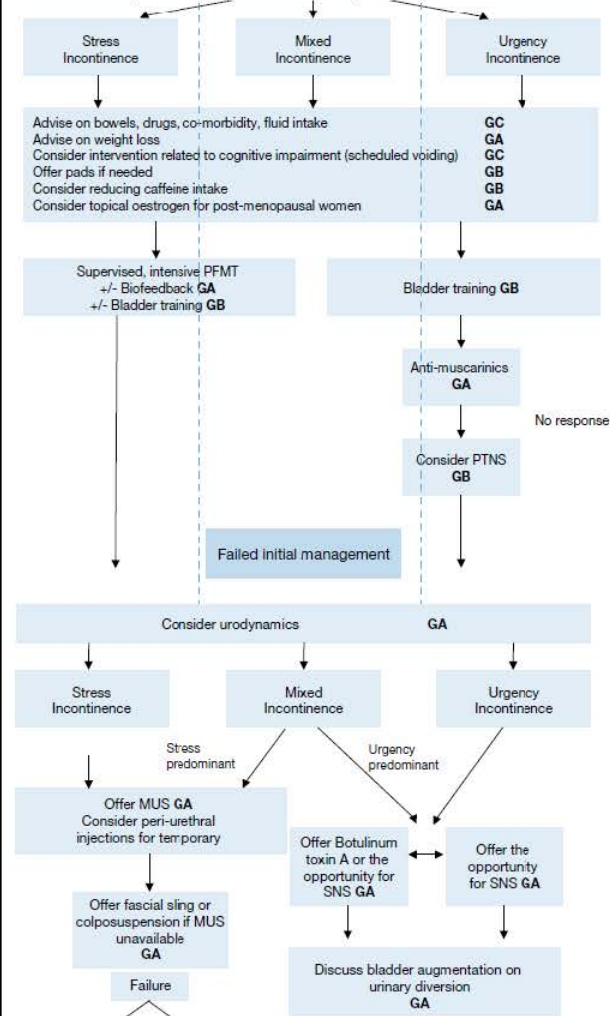 Stress
Incontinence
Mixed
Incontinence
Urgency
Incontinence
Advise on bowels, drugs, co-morbidity, fluid intake GC
Advise on weight loss GA
Consider intervention related to cognitive impairment (scheduled voiding) GC
Offer pads if needed GB
Consider reducing caffeine intake GB
Consider topical oestrogen for post-menopausal women GA
Supervised, intensive PFMT
+/- Biofeedback GA
+/- Bladder training GB
Bladder training GB
Anti-muscarinics
GA
No response
Consider PTNS
GB
Failed initial management
Consider urodynamics GA
Stress
Incontinence
Mixed
Incontinence
Urgency
Incontinence
Stress
predominant
Urgency
predominant
Offer MUS GA
Consider peri-urethral
injections for temporary
Offer Botulinum
toxin A or the
opportunity for
SNS GA
Offer the
opportunity
for SNS GA
Offer fascial sling or
colposuspension if MUS
unavailable
GA
Failure
Discuss bladder augmentation on
urinary diversion
GA